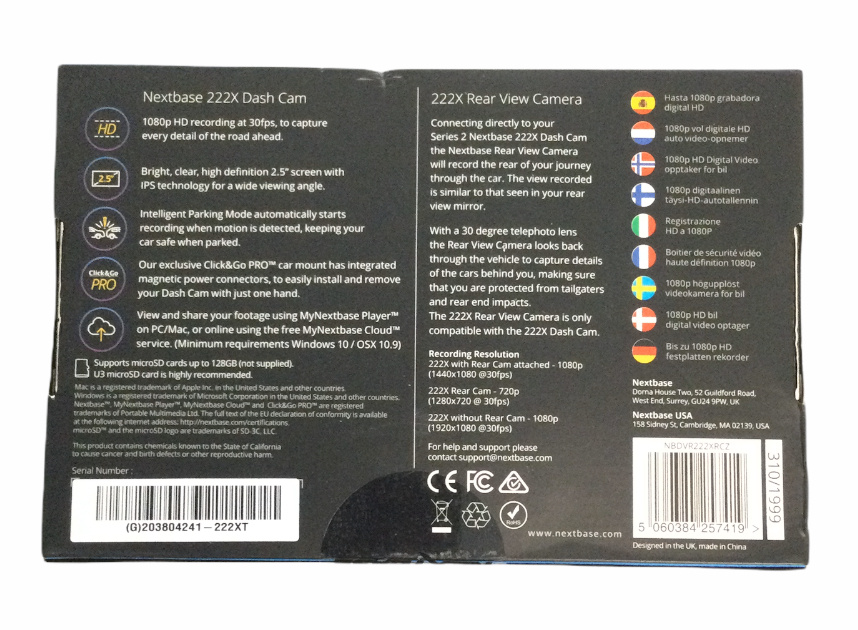 Nextbase 222X Dash Cam
HD
1080p HD recording at 30fps, to capture
every detail of the road ahead.
2.5"
Bright, clear, high definition 2.5" screen with
IPS technology for a wide viewing angle.
Intelligent Parking Mode automatically starts
recording when motion is detected, keeping your
car safe when parked.
Click&Go
PRO
Our exclusive Click&Go PRO™ car mount has integrated
magnetic power connectors, to easily install and remove
your Dash Cam with just one hand.
View and share your footage using MyNextbase Player™
on PC/Mac, or online using the free MyNextbase Cloud™
service. (Minimum requirements Windows 10 / OSX 10.9)
Supports microSD cards up to 128GB (not supplied).
U3 microSD card is highly recommended.
Mac is a registered trademark of Apple Inc. in the United States and other countries.
Windows is a registered trademark of Microsoft Corporation in the United States and other countries.
Nextbase™, MyNextbase Player™, MyNextbase Cloud™ and Click&Go PRO™ are registered
trademarks of Portable Multimedia Ltd. The full text of the EU declaration of conformity is available
at the following internet address: http://nextbase.com/certifications.
microSD™ and the microSD logo are trademarks of SD-3C, LLC.
This product contains chemicals known to the State of California
to cause cancer and birth defects or other reproductive harm.
Serial Number :
(G)203804241-222XT
222X Rear View Camera
Connecting directly to your
Series 2 Nextbase 222X Dash Cam
the Nextbase Rear View Camera
will record the rear of your journey
through the car. The view recorded
is similar to that seen in your rear
view mirror.
With a 30 degree telephoto lens
the Rear View Camera looks back
through the vehicle to capture details
of the cars behind you, making sure
that you are protected from tailgaters
and rear end impacts.
The 222X Rear View Camera is only
compatible with the 222X Dash Cam.
Recording Resolution
222X with Rear Cam attached - 1080p
(1440x1080 @30fps)
222X Rear Cam - 720p
(1280x720 @ 30fps)
222X without Rear Cam - 1080p
(1920x1080 @30fps)
For help and support please
contact support@nextbase.com
CE FC
RoHS
www.nextbase.com
Hasta 1080p grabadora
digital HD
1080p vol digitale HD
auto video-opnemer
1080p HD Digital Video
opptaker for bil
1080p digitaalinen
täysi-HD-autotallennin
Registrazione
HD a 1080P
Boitier de sécurité vidéo
haute définition 1080p
1080p högupplöst
videokamera för bil
1080p HD bil
digital video optager
Bis zu 1080p HD
festplatten rekorder
Nextbase
Dorna House Two, 52 Guildford Road,
West End, Surrey, GU24 9PW, UK
Nextbase USA
158 Sidney St, Cambridge, MA 02139, USA
NBDVR222XRCZ
5 060384 257419 >
310/1999
Designed in the UK, made in China